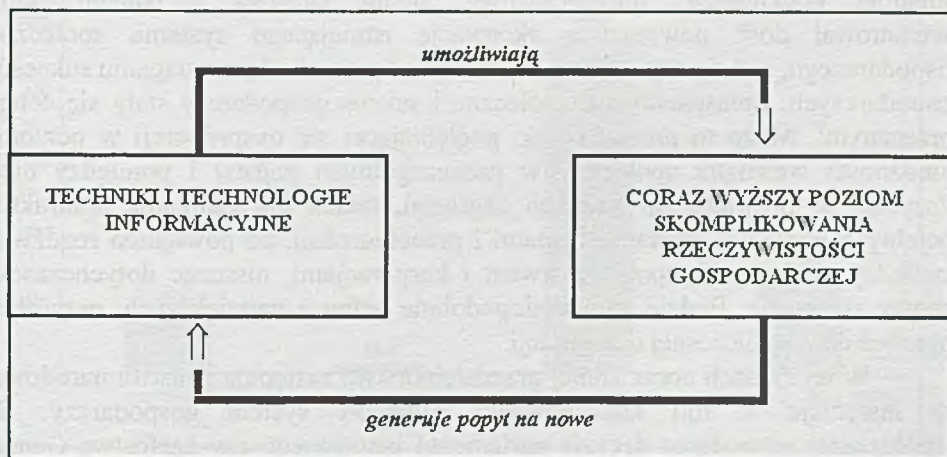 umożliwiają
TECHNIKI I TECHNOLOGIE
INFORMACYJNE
CORAZ WYŻSZY POZIOM
SKOMPLIKOWANIA
RZECZYWISTOŚCI
GOSPODARCZEJ
generuje popyt na nowe